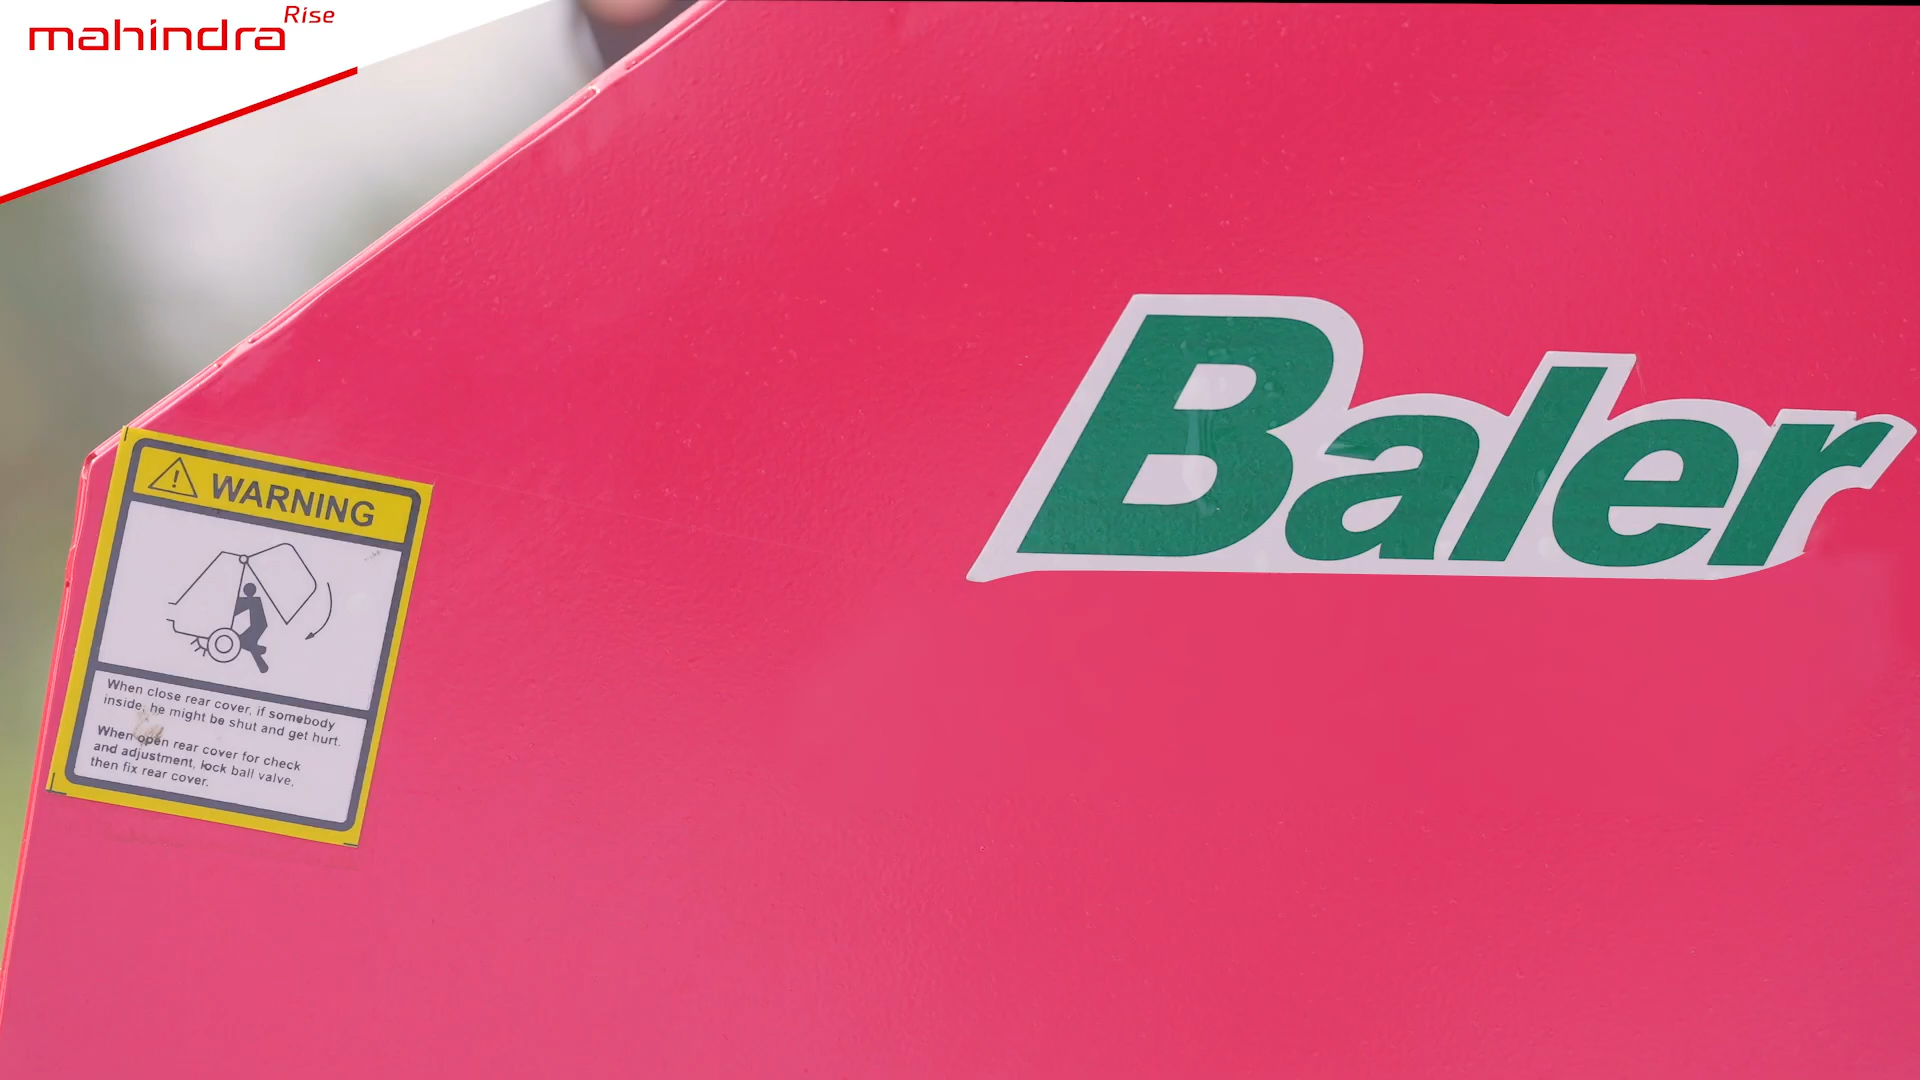 mahindra Rise
Baler
WARNING
When close rear cover, if somebody
inside, he might be shut and get hurt.
When open rear cover for check
and adjustment, lock ball valve,
then fix rear cover.